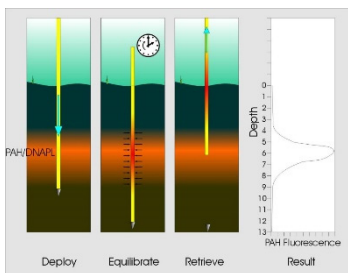 PAH/DNAPL
Depth
0
1
2
3
4
5
6
7
8
9
10
11
12
13
PAH Fluorescence
Deploy
Equilibrate
Retrieve
Result